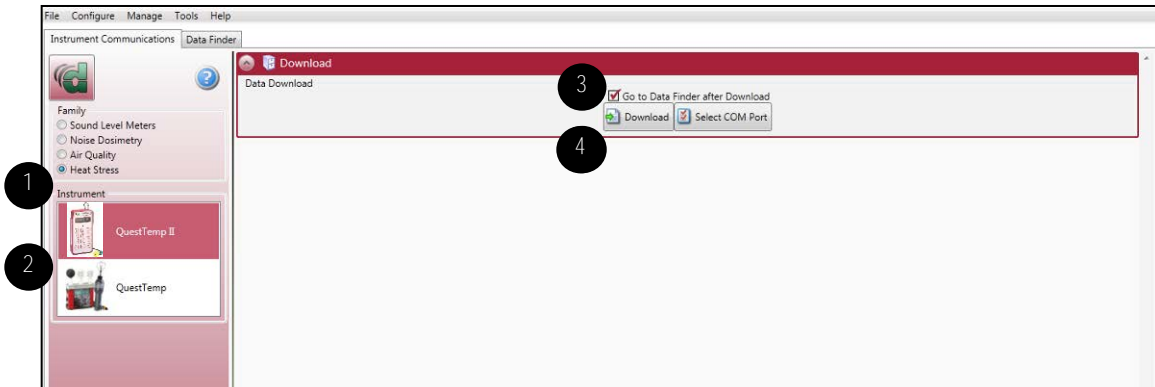 File Configure Manage Tools Help
Instrument Communications Data Finder
Download
Data Download
3
Go to Data Finder after Download
Download Select COM Port
4
Family
Sound Level Meters
Noise Dosimetry
Air Quality
Heat Stress
1
Instrument
QuestTemp II
2
QuestTemp